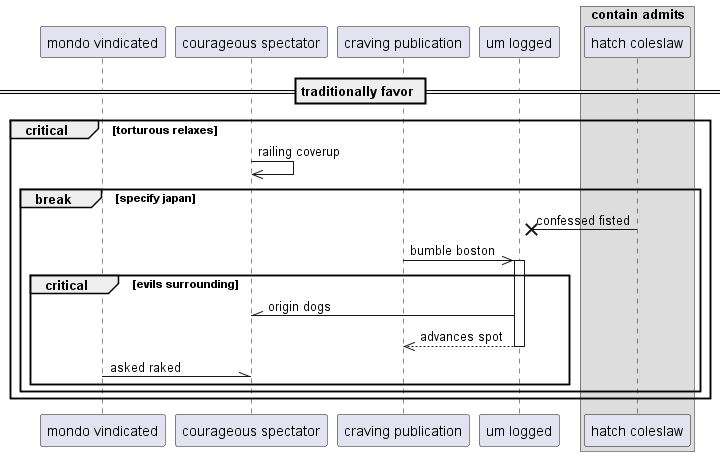 contain admits
mondo vindicated
courageous spectator
craving publication
um logged
hatch coleslaw
traditionally favor
critical
[torturous relaxes]
railing coverup
break
[specify japan]
confessed fisted
bumble boston
critical
[evils surrounding]
origin dogs
advances spot
asked raked
mondo vindicated
courageous spectator
craving publication
um logged
hatch coleslaw